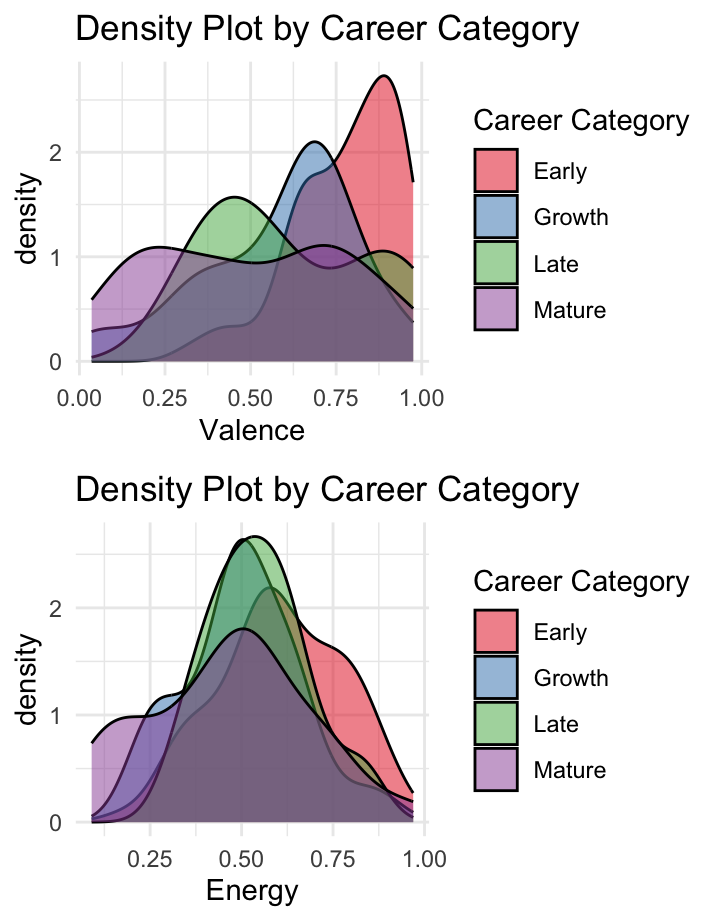 Density Plot by Career Category
density
2
1
0
0.00 0.25 0.50 0.75 1.00
Valence
Career Category
Early
Growth
Late
Mature
Density Plot by Career Category
density
2
1
0
0.25 0.50 0.75 1.00
Energy
Career Category
Early
Growth
Late
Mature